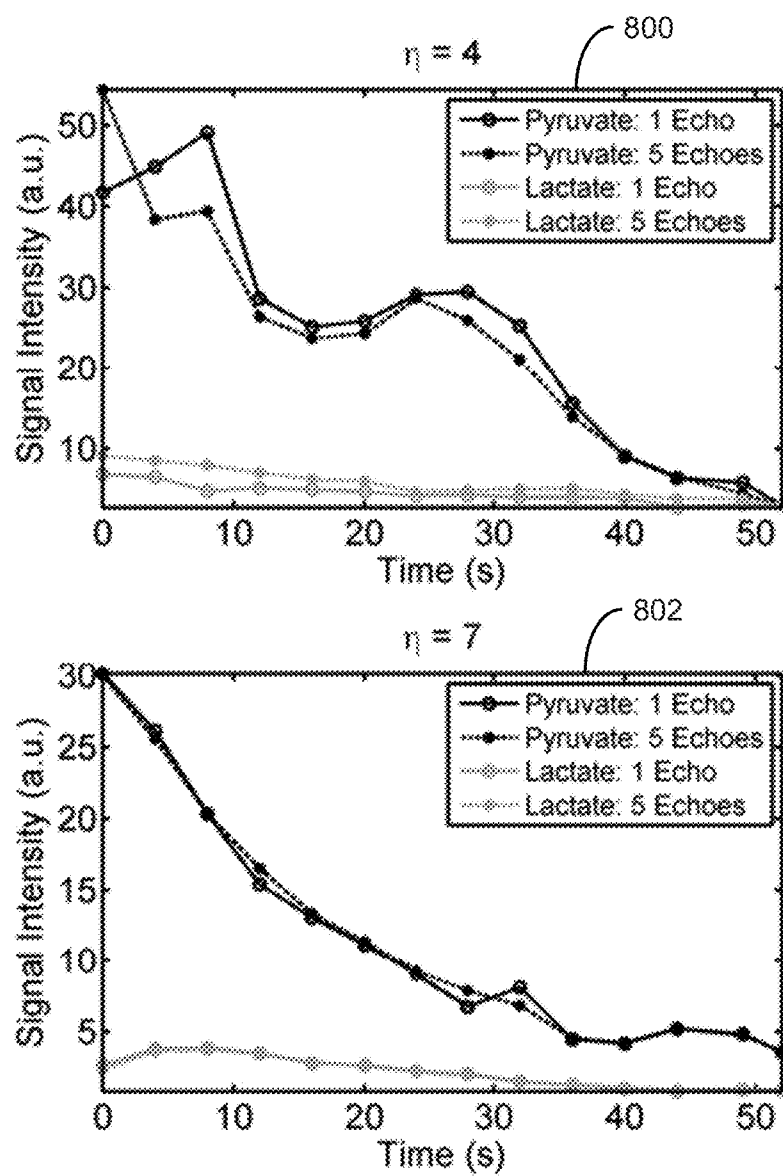 800
η = 4
Pyruvate: 1 Echo
Pyruvate: 5 Echoes
Lactate: 1 Echo
Lactate: 5 Echoes
Signal Intensity (a.u.)
50
40
30
20
10
0 10 20 30 40 50
Time (s)
802
η = 7
Pyruvate: 1 Echo
Pyruvate: 5 Echoes
Lactate: 1 Echo
Lactate: 5 Echoes
Signal Intensity (a.u.)
30
25
20
15
10
5
0 10 20 30 40 50
Time (s)